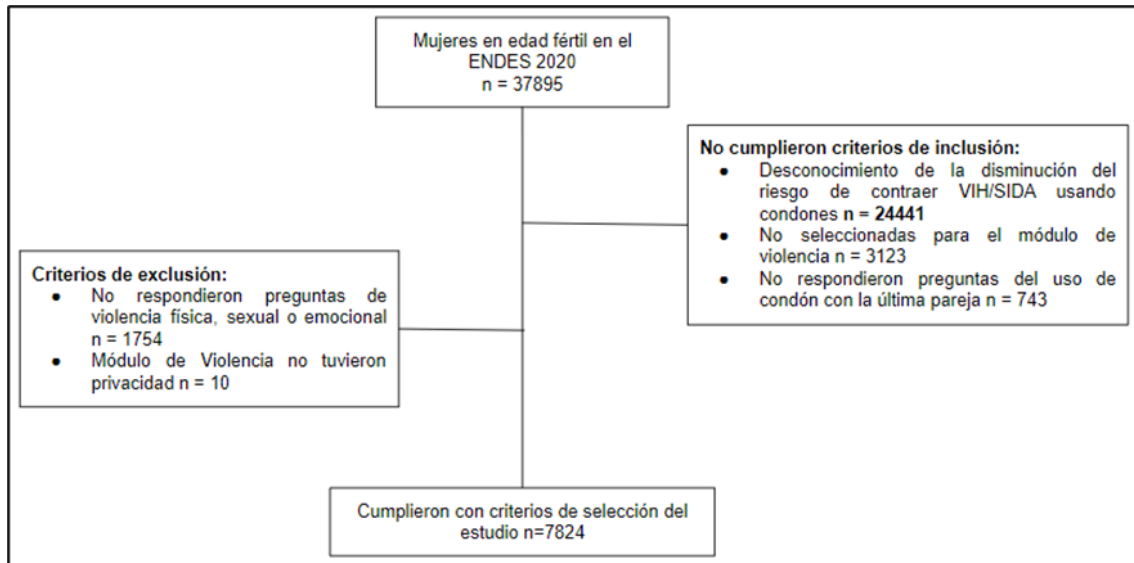 Mujeres en edad fértil en el
ENDES 2020
n = 37895
No cumplieron criterios de inclusión:
● Desconocimiento de la disminución del
riesgo de contraer VIH/SIDA usando
condones n = 24441
● No seleccionadas para el módulo de
violencia n = 3123
● No respondieron preguntas del uso de
condón con la última pareja n = 743
Criterios de exclusión:
● No respondieron preguntas de
violencia física, sexual o emocional
n = 1754
● Módulo de Violencia no tuvieron
privacidad n = 10
Cumplieron con criterios de selección del
estudio n=7824